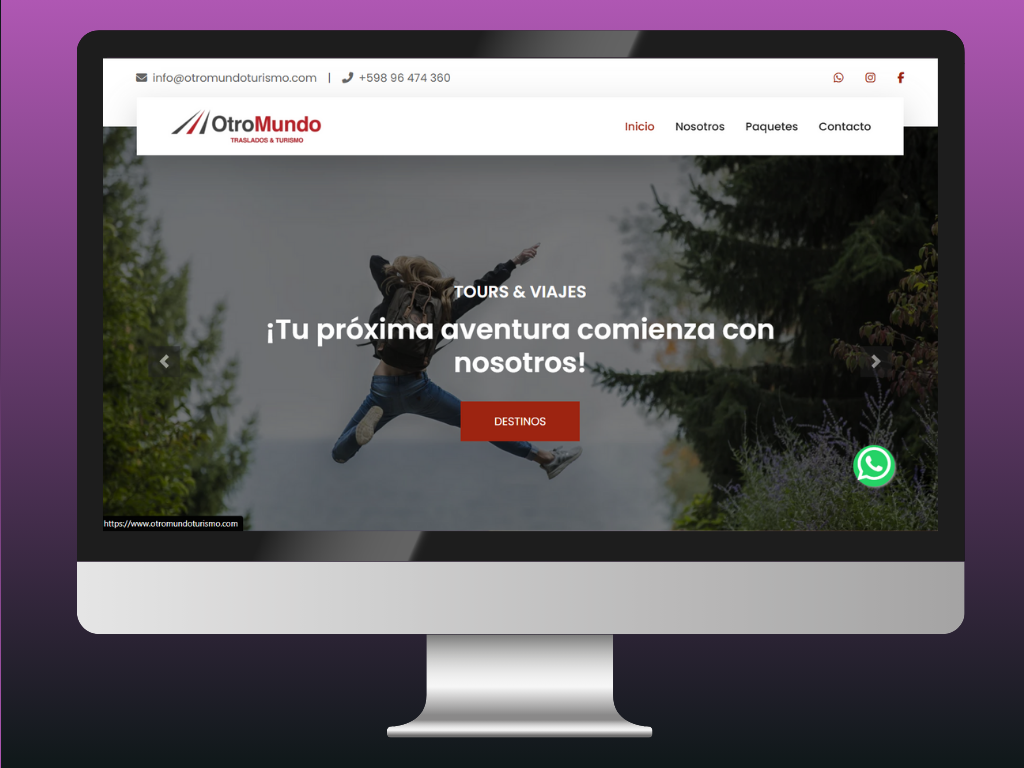 info@otromundoturismo.com | +598 96 474 360
OtroMundo
TRASLADOS & TURISMO
Inicio Nosotros Paquetes Contacto
TOURS & VIAJES
¡Tu próxima aventura comienza con
nosotros!
DESTINOS
https://www.otromundoturismo.com